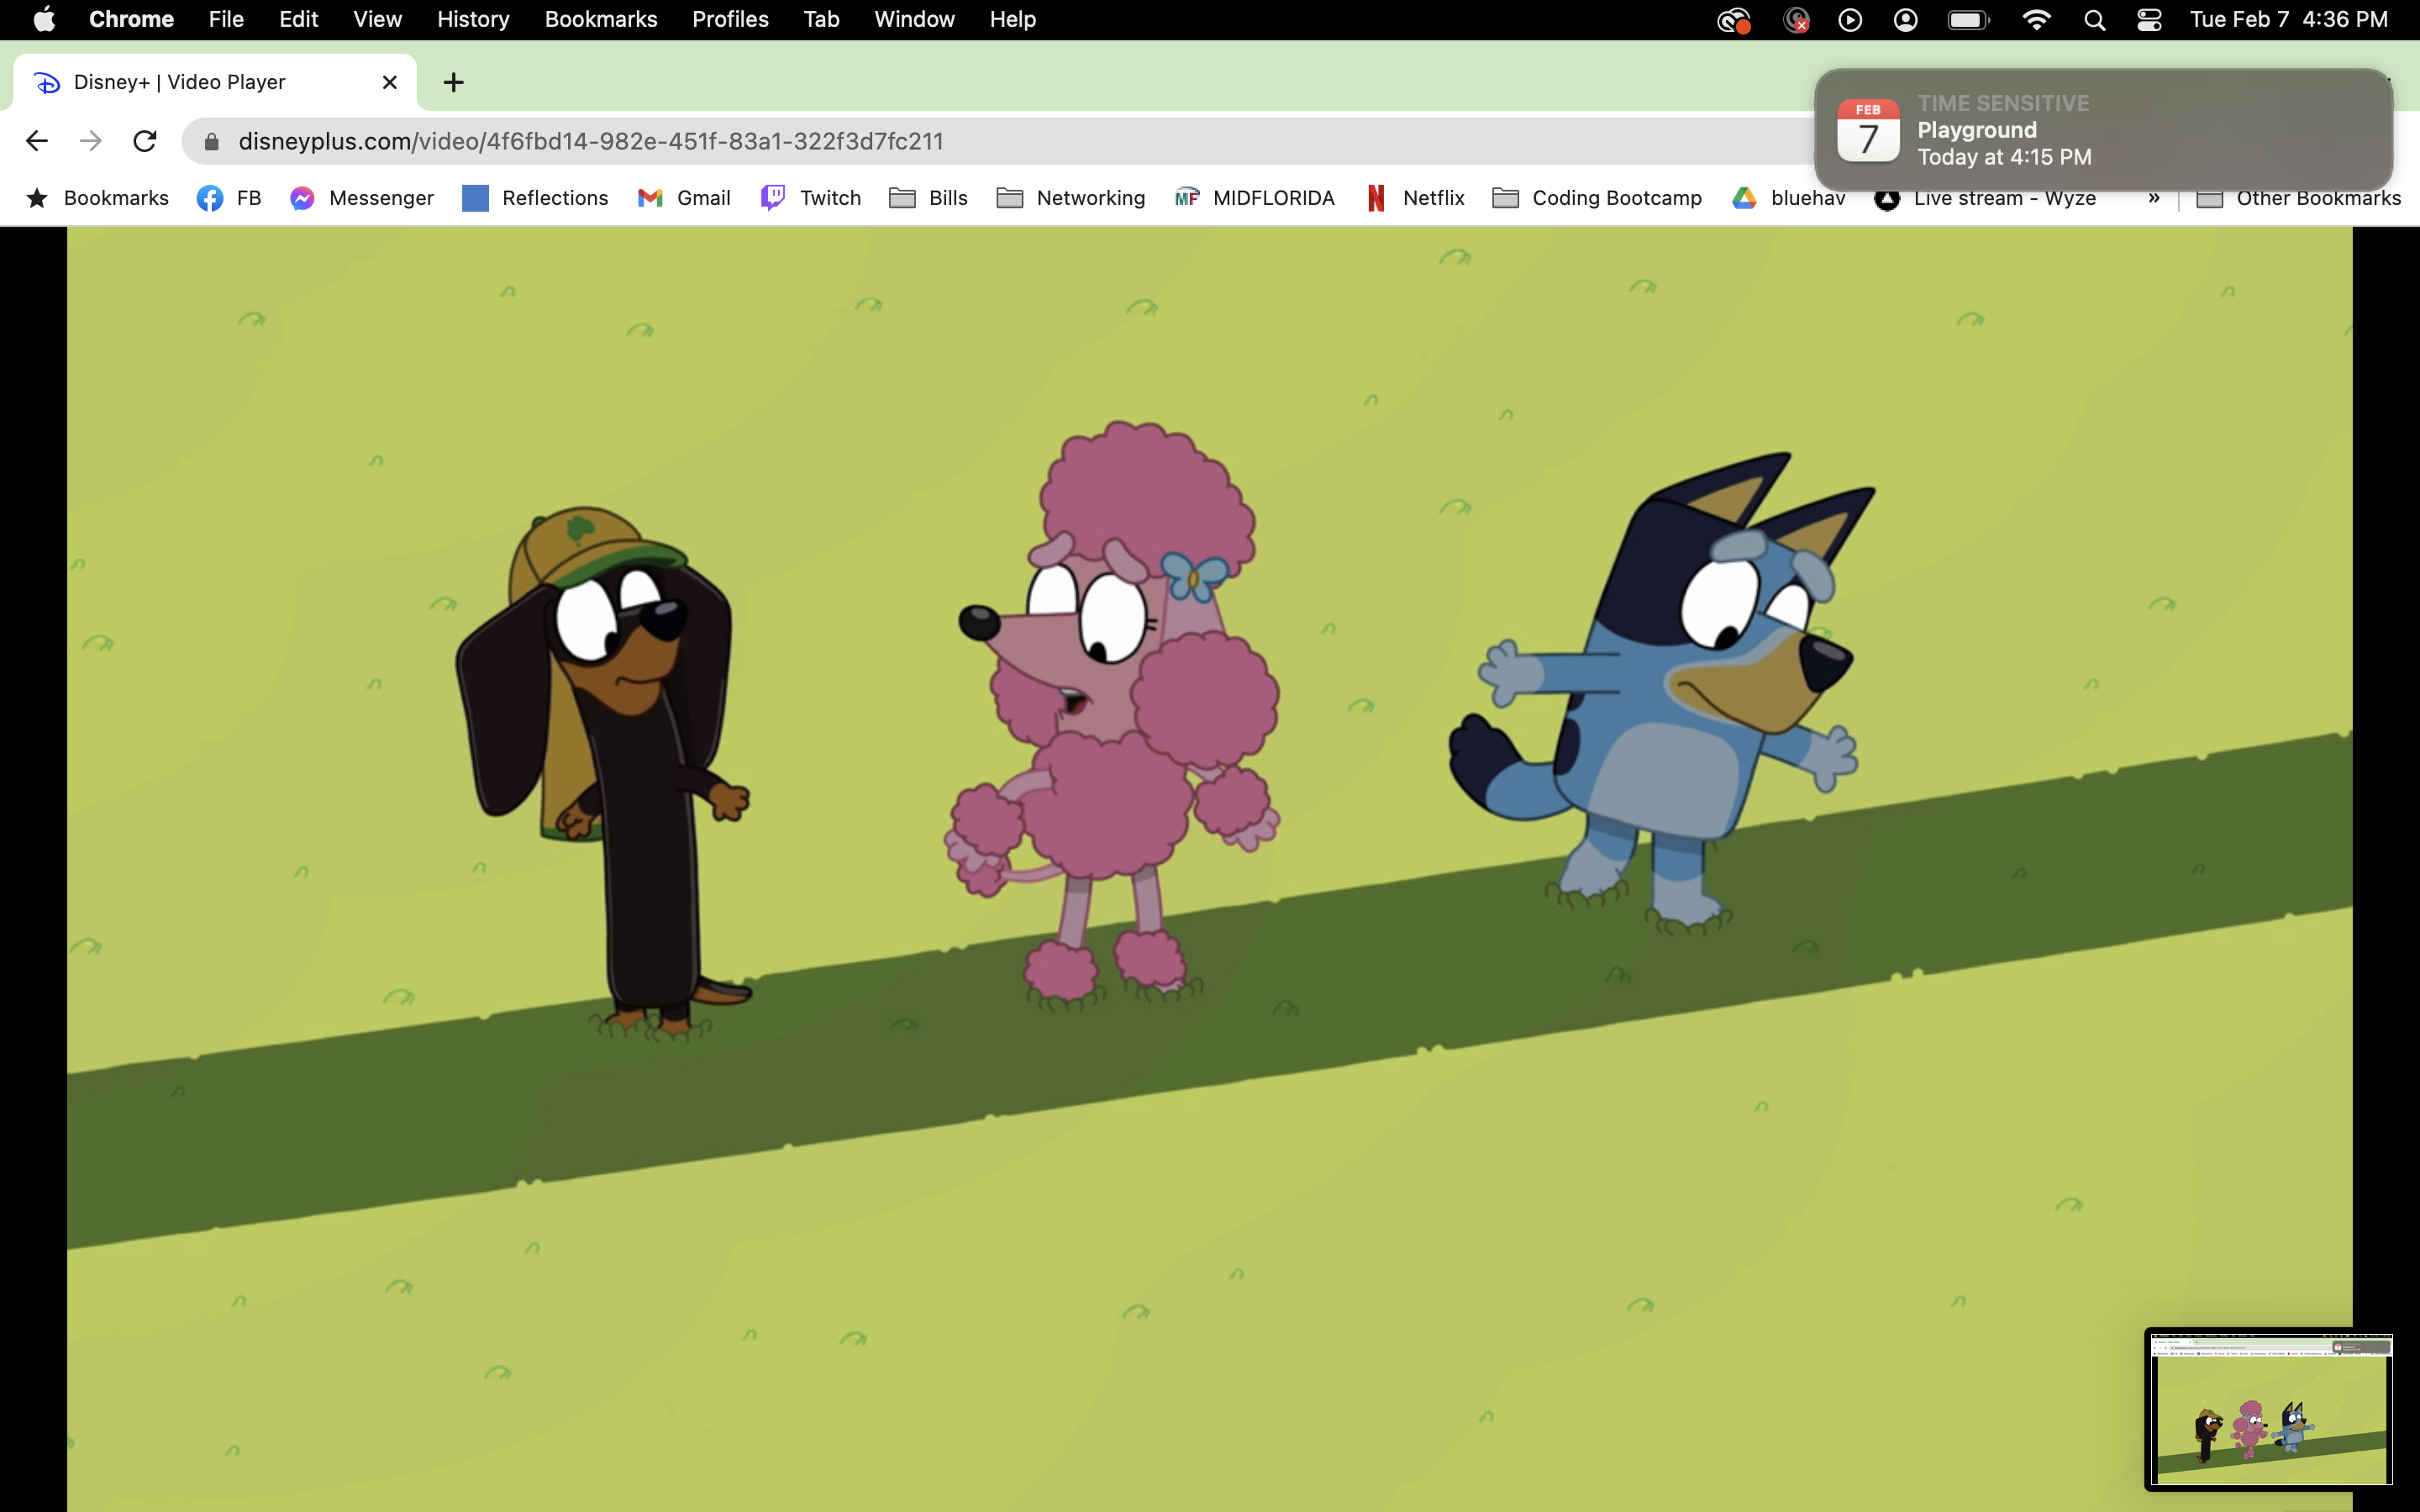 Chrome File Edit View History Bookmarks Profiles Tab Window Help Tue Feb 7 4:36 PM
Disney+ | Video Player
disneyplus.com/video/4f6fbd14-982e-451f-83a1-322f3d7fc211
FEB
7
TIME SENSITIVE
Playground
Today at 4:15 PM
Bookmarks FB Messenger Reflections Gmail Twitch Bills Networking MF MIDFLORIDA Netflix Coding Bootcamp bluehav Live stream - Wyze » Other Bookmarks